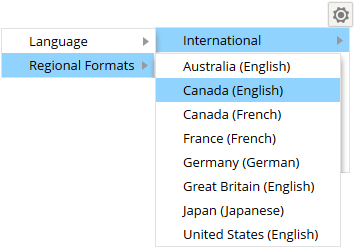 Language
Regional Formats
International
Australia (English)
Canada (English)
Canada (French)
France (French)
Germany (German)
Great Britain (English)
Japan (Japanese)
United States (English)